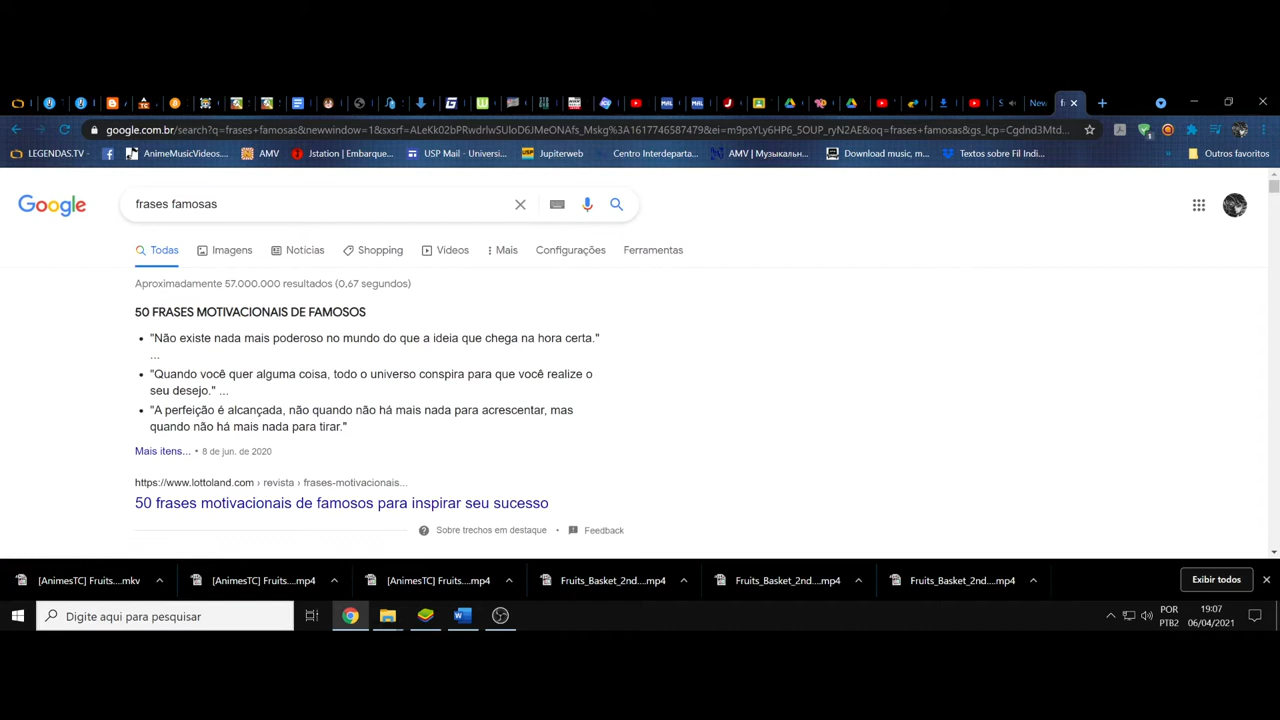 New
f
google.com.br/search?q=frases+famosas&newwindow=1&sxsrf=ALeKk02bPRwdrlwSUloD6JMeONAfs_Mskg%3A1617746587479&ei=m9psYLy6HP6_5OUP_ryN2AE&oq=frases+famosas&gs_lcp=Cgdnd3Mtd...
LEGENDAS.TV - AnimeMusicVideos... AMV Jstation | Embarque... USP Mail - Universi... Jupiterweb Centro Interdeparta... AMV | Музыкальн... Download music, m... Textos sobre Fil Indi... » Outros favoritos
Google frases famosas
Todas Imagens Notícias Shopping Vídeos Mais Configurações Ferramentas
Aproximadamente 57.000.000 resultados (0,67 segundos)
50 FRASES MOTIVACIONAIS DE FAMOSOS
• "Não existe nada mais poderoso no mundo do que a ideia que chega na hora certa."
...
• "Quando você quer alguma coisa, todo o universo conspira para que você realize o
seu desejo." ...
• "A perfeição é alcançada, não quando não há mais nada para acrescentar, mas
quando não há mais nada para tirar."
Mais itens... • 8 de jun. de 2020
https://www.lottoland.com › revista › frases-motivacionais...
50 frases motivacionais de famosos para inspirar seu sucesso
Sobre trechos em destaque • Feedback
[AnimesTC] Fruits....mkv [AnimesTC] Fruits....mp4 [AnimesTC] Fruits....mp4 Fruits_Basket_2nd....mp4 Fruits_Basket_2nd....mp4 Fruits_Basket_2nd....mp4 Exibir todos
Digite aqui para pesquisar
POR 19:07
PTB2 06/04/2021